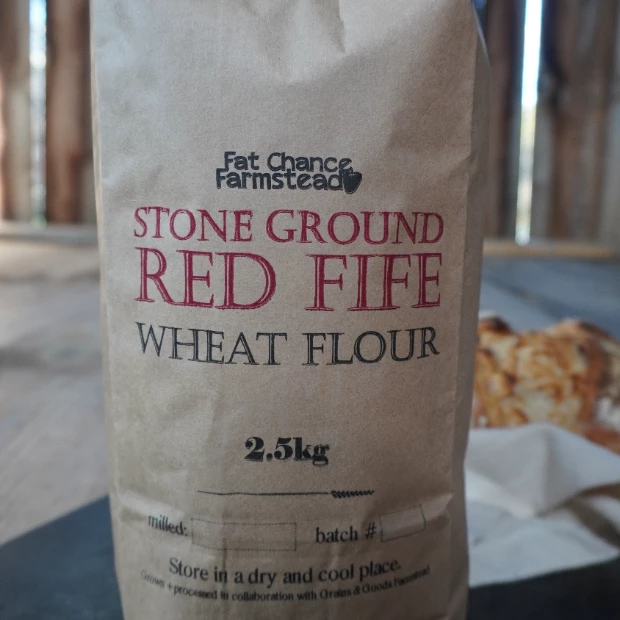 Fat Chance
Farmstead
STONE GROUND
RED FIFE
WHEAT FLOUR
2.5kg
milled: batch #
Store in a dry and cool place.
Grown + processed in collaboration with Grains & Goods Farmstead